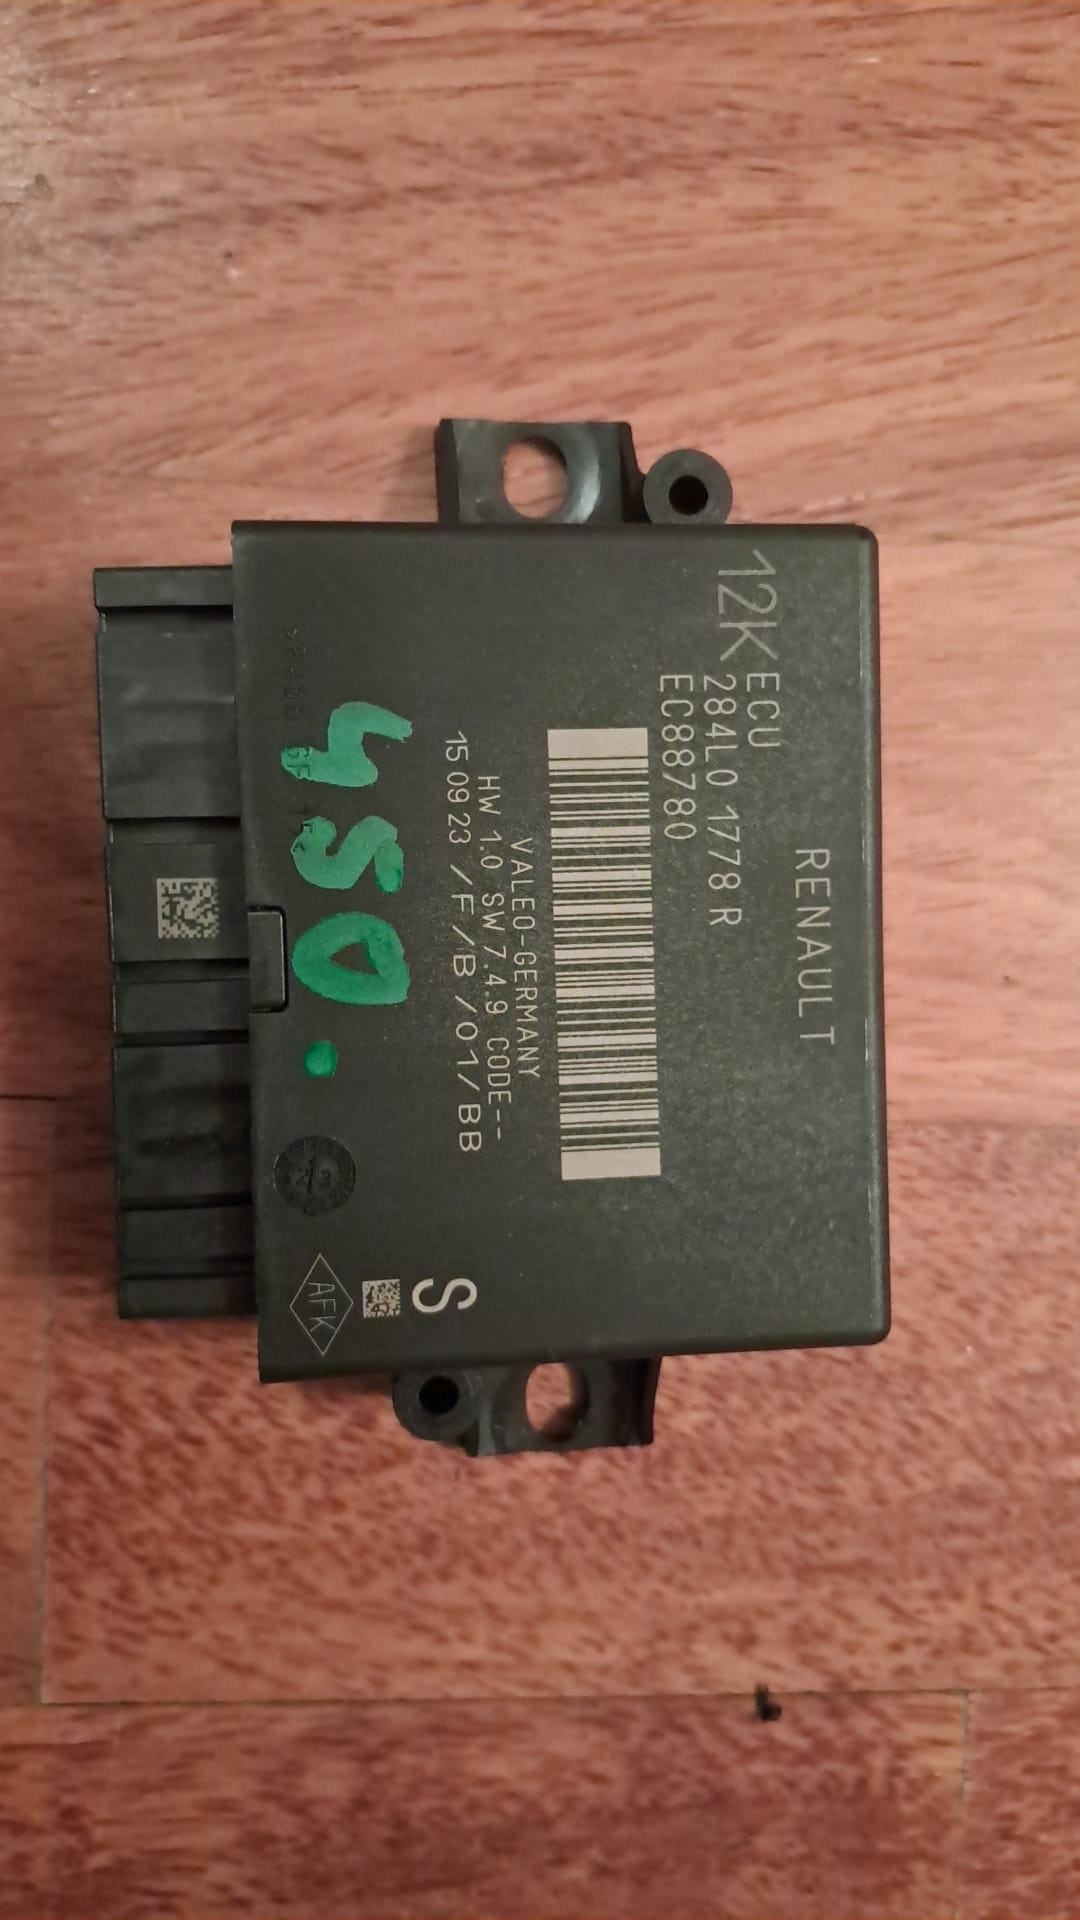 RENAULT
12K ECU
284L0 1778 R
EC88780
VALEO-GERMANY
HW 1.0 SW 7.4.9 CODE--
15 09 23 /F/B/01/BB
S
450.
AFK